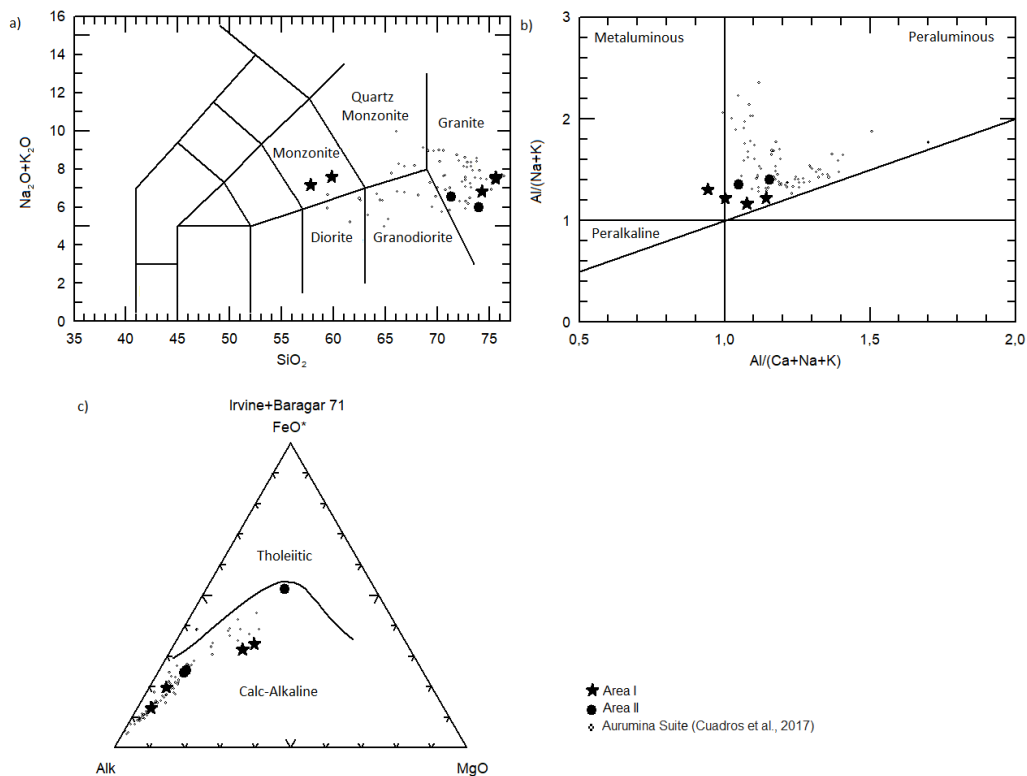 a)
16
14
12
10
8
6
4
2
0
Na₂O+K₂O
35
40
45
50
55
60
65
70
75
SiO₂
Quartz
Monzonite
Granite
Monzonite
Diorite
Granodiorite
b)
3
2
1
0
Al/(Na+K)
Metaluminous
Peraluminous
Peralkaline
0,5
1,0
1,5
2,0
Al/(Ca+Na+K)
c)
Irvine+Baragar 71
FeO*
Tholeiitic
Calc-Alkaline
Alk
MgO
Area I
Area II
Aurumina Suite (Cuadros et al., 2017)